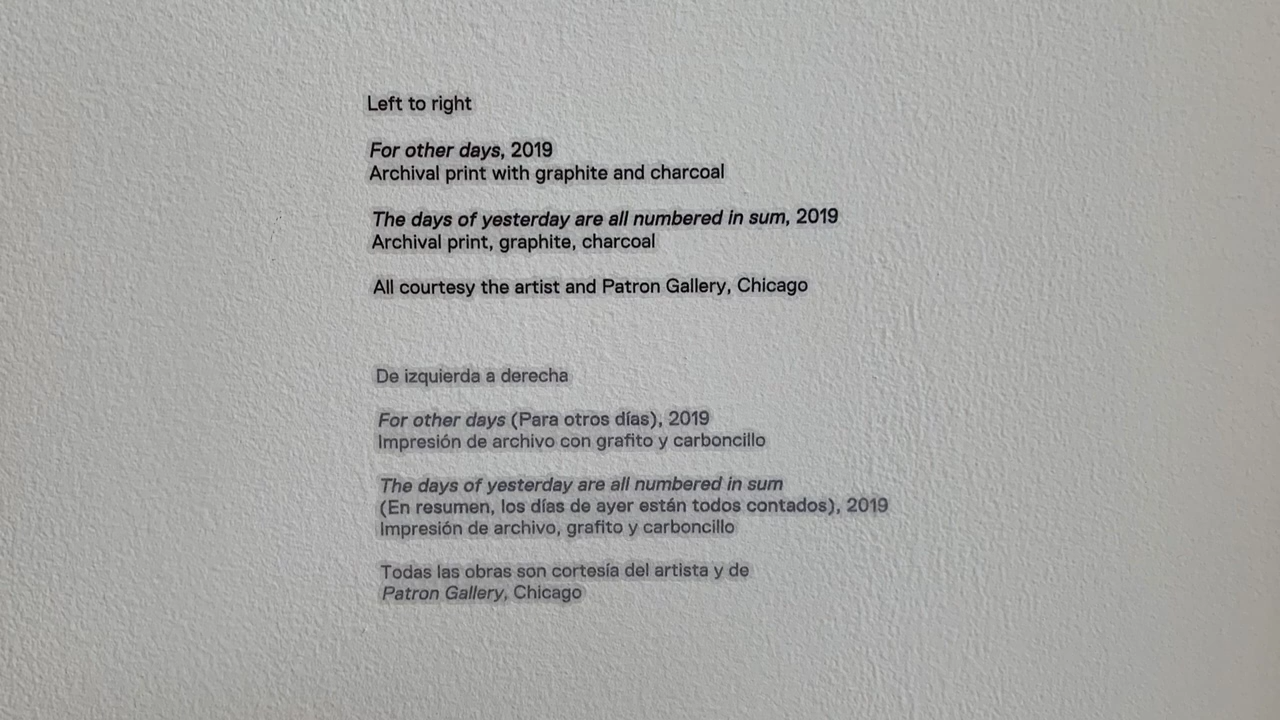 Left to right
For other days, 2019
Archival print with graphite and charcoal
The days of yesterday are all numbered in sum, 2019
Archival print, graphite, charcoal
All courtesy the artist and Patron Gallery, Chicago
De izquierda a derecha
For other days (Para otros días), 2019
Impresión de archivo con grafito y carboncillo
The days of yesterday are all numbered in sum
(En resumen, los días de ayer están todos contados), 2019
Impresión de archivo, grafito y carboncillo
Todas las obras son cortesía del artista y de
Patron Gallery, Chicago